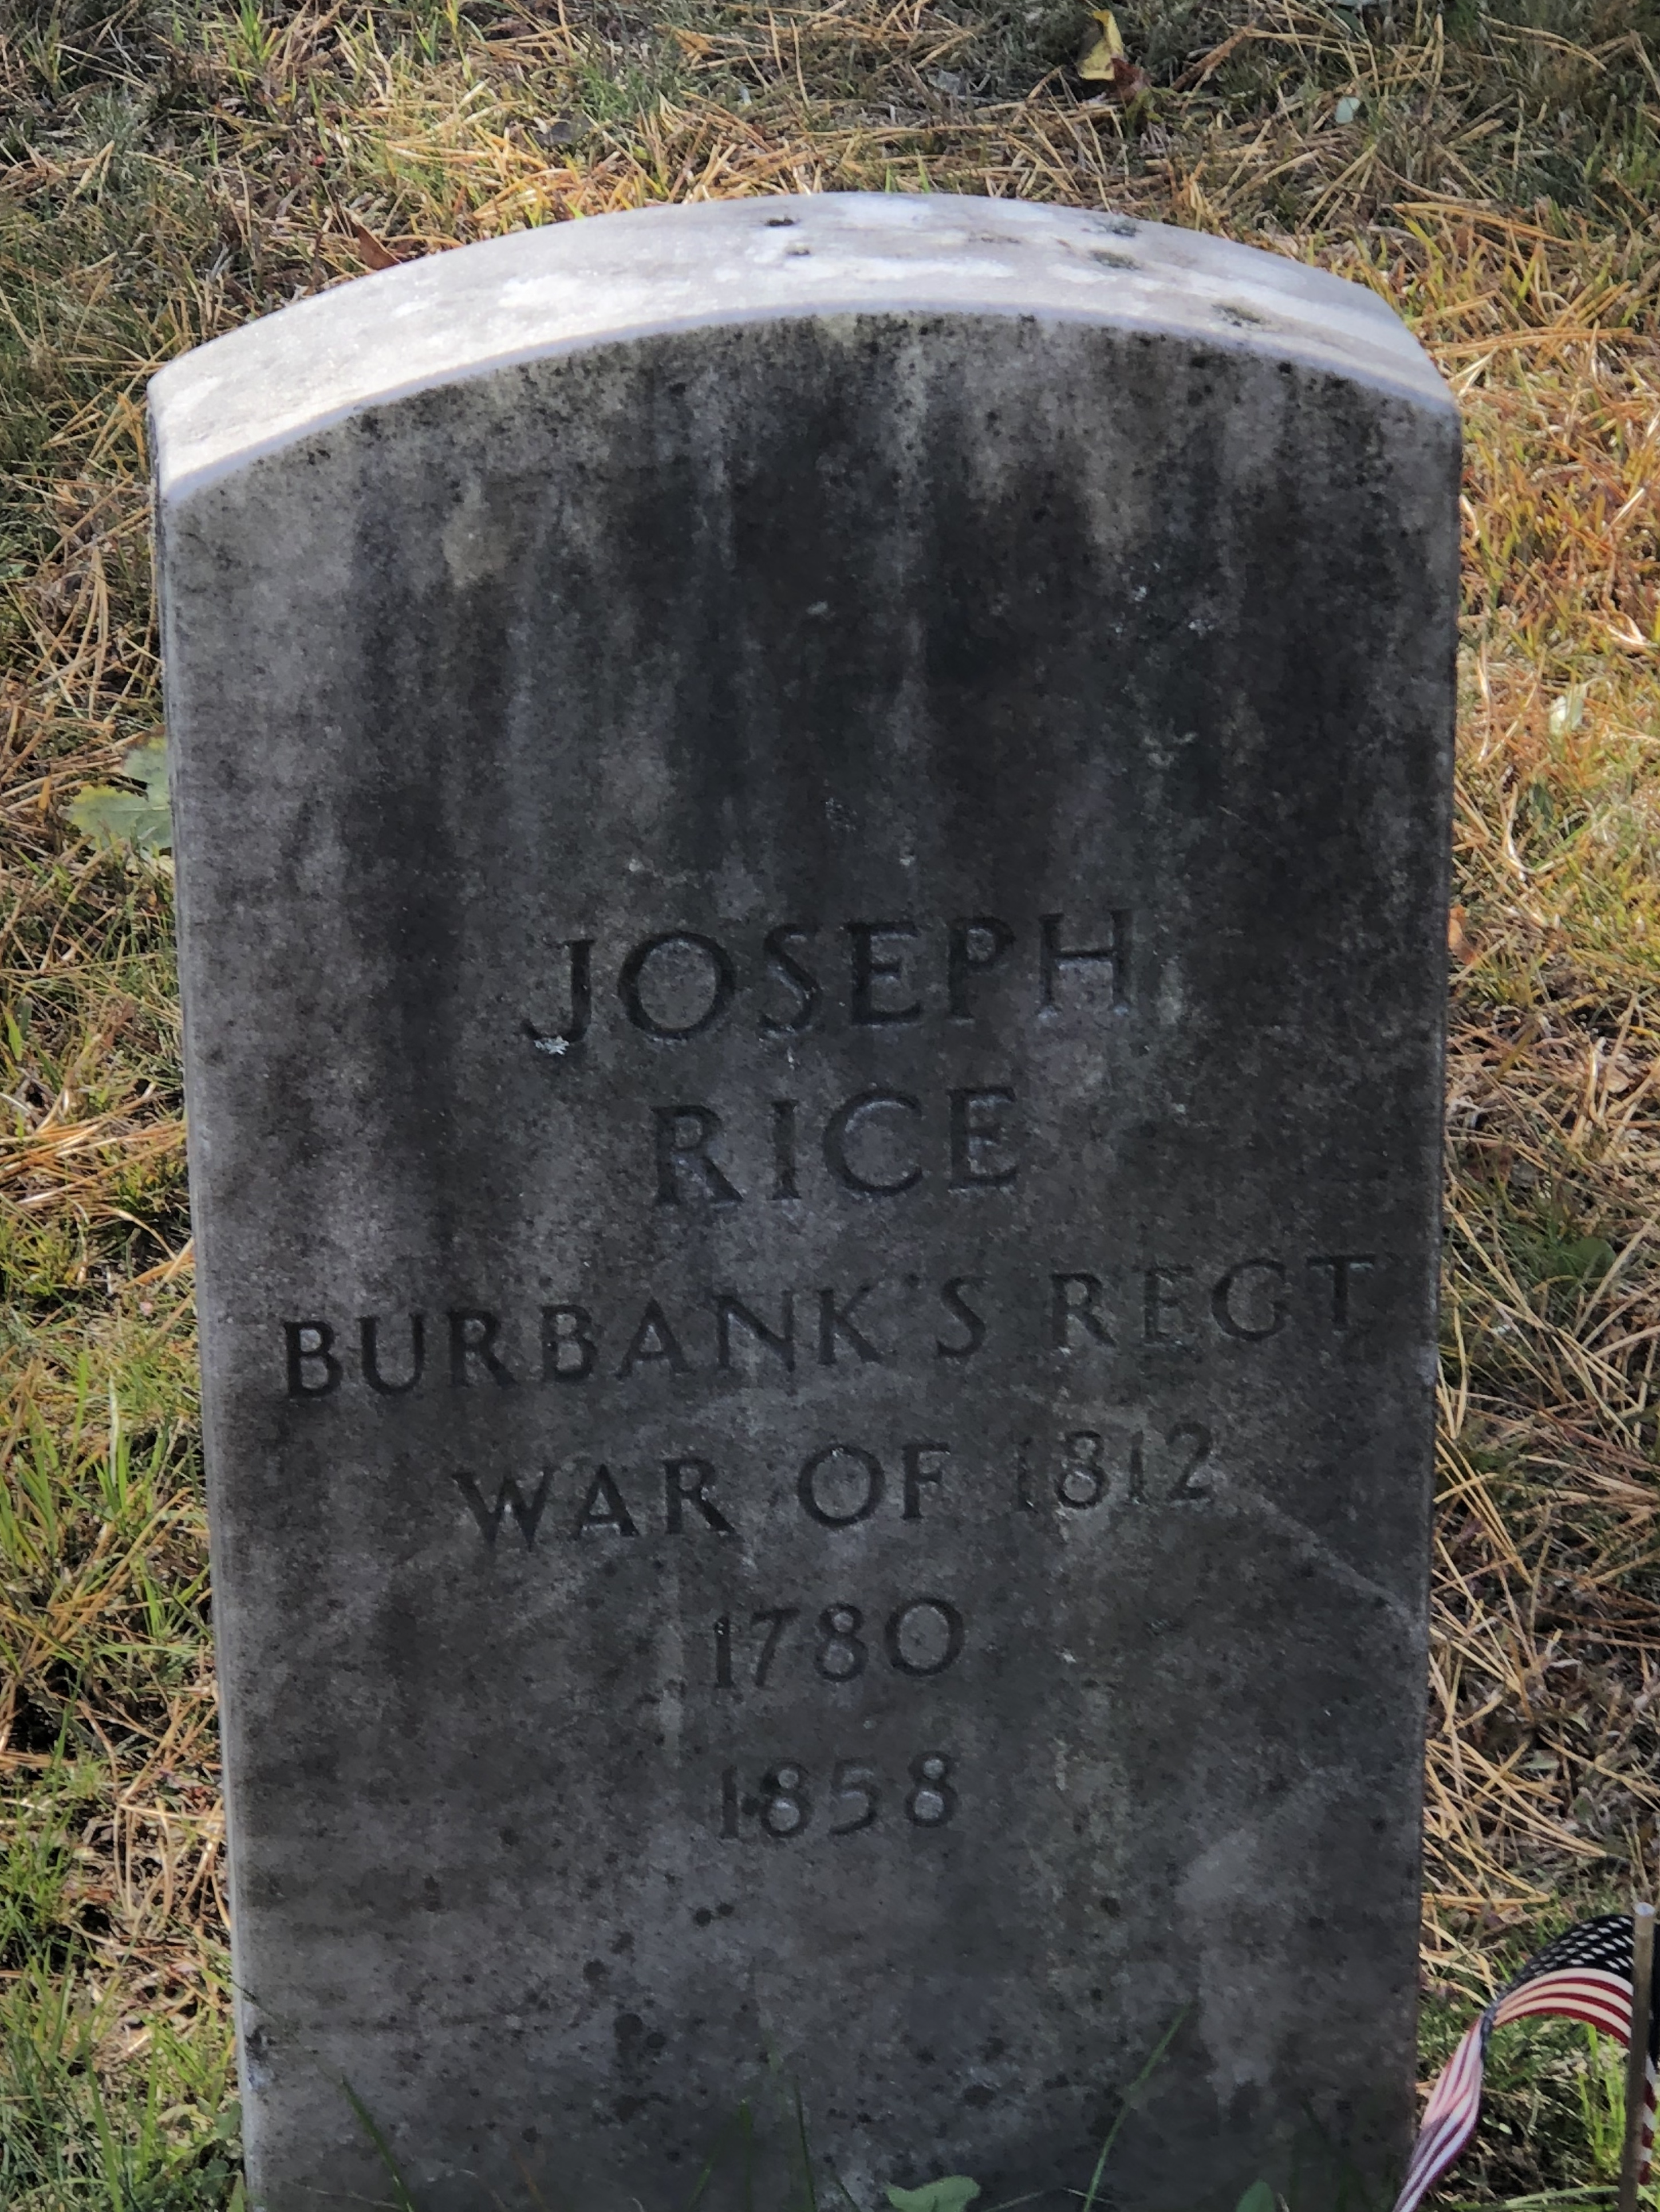 JOSEPH
RICE
BURBANK'S REGT
WAR OF 1812
1780
1858